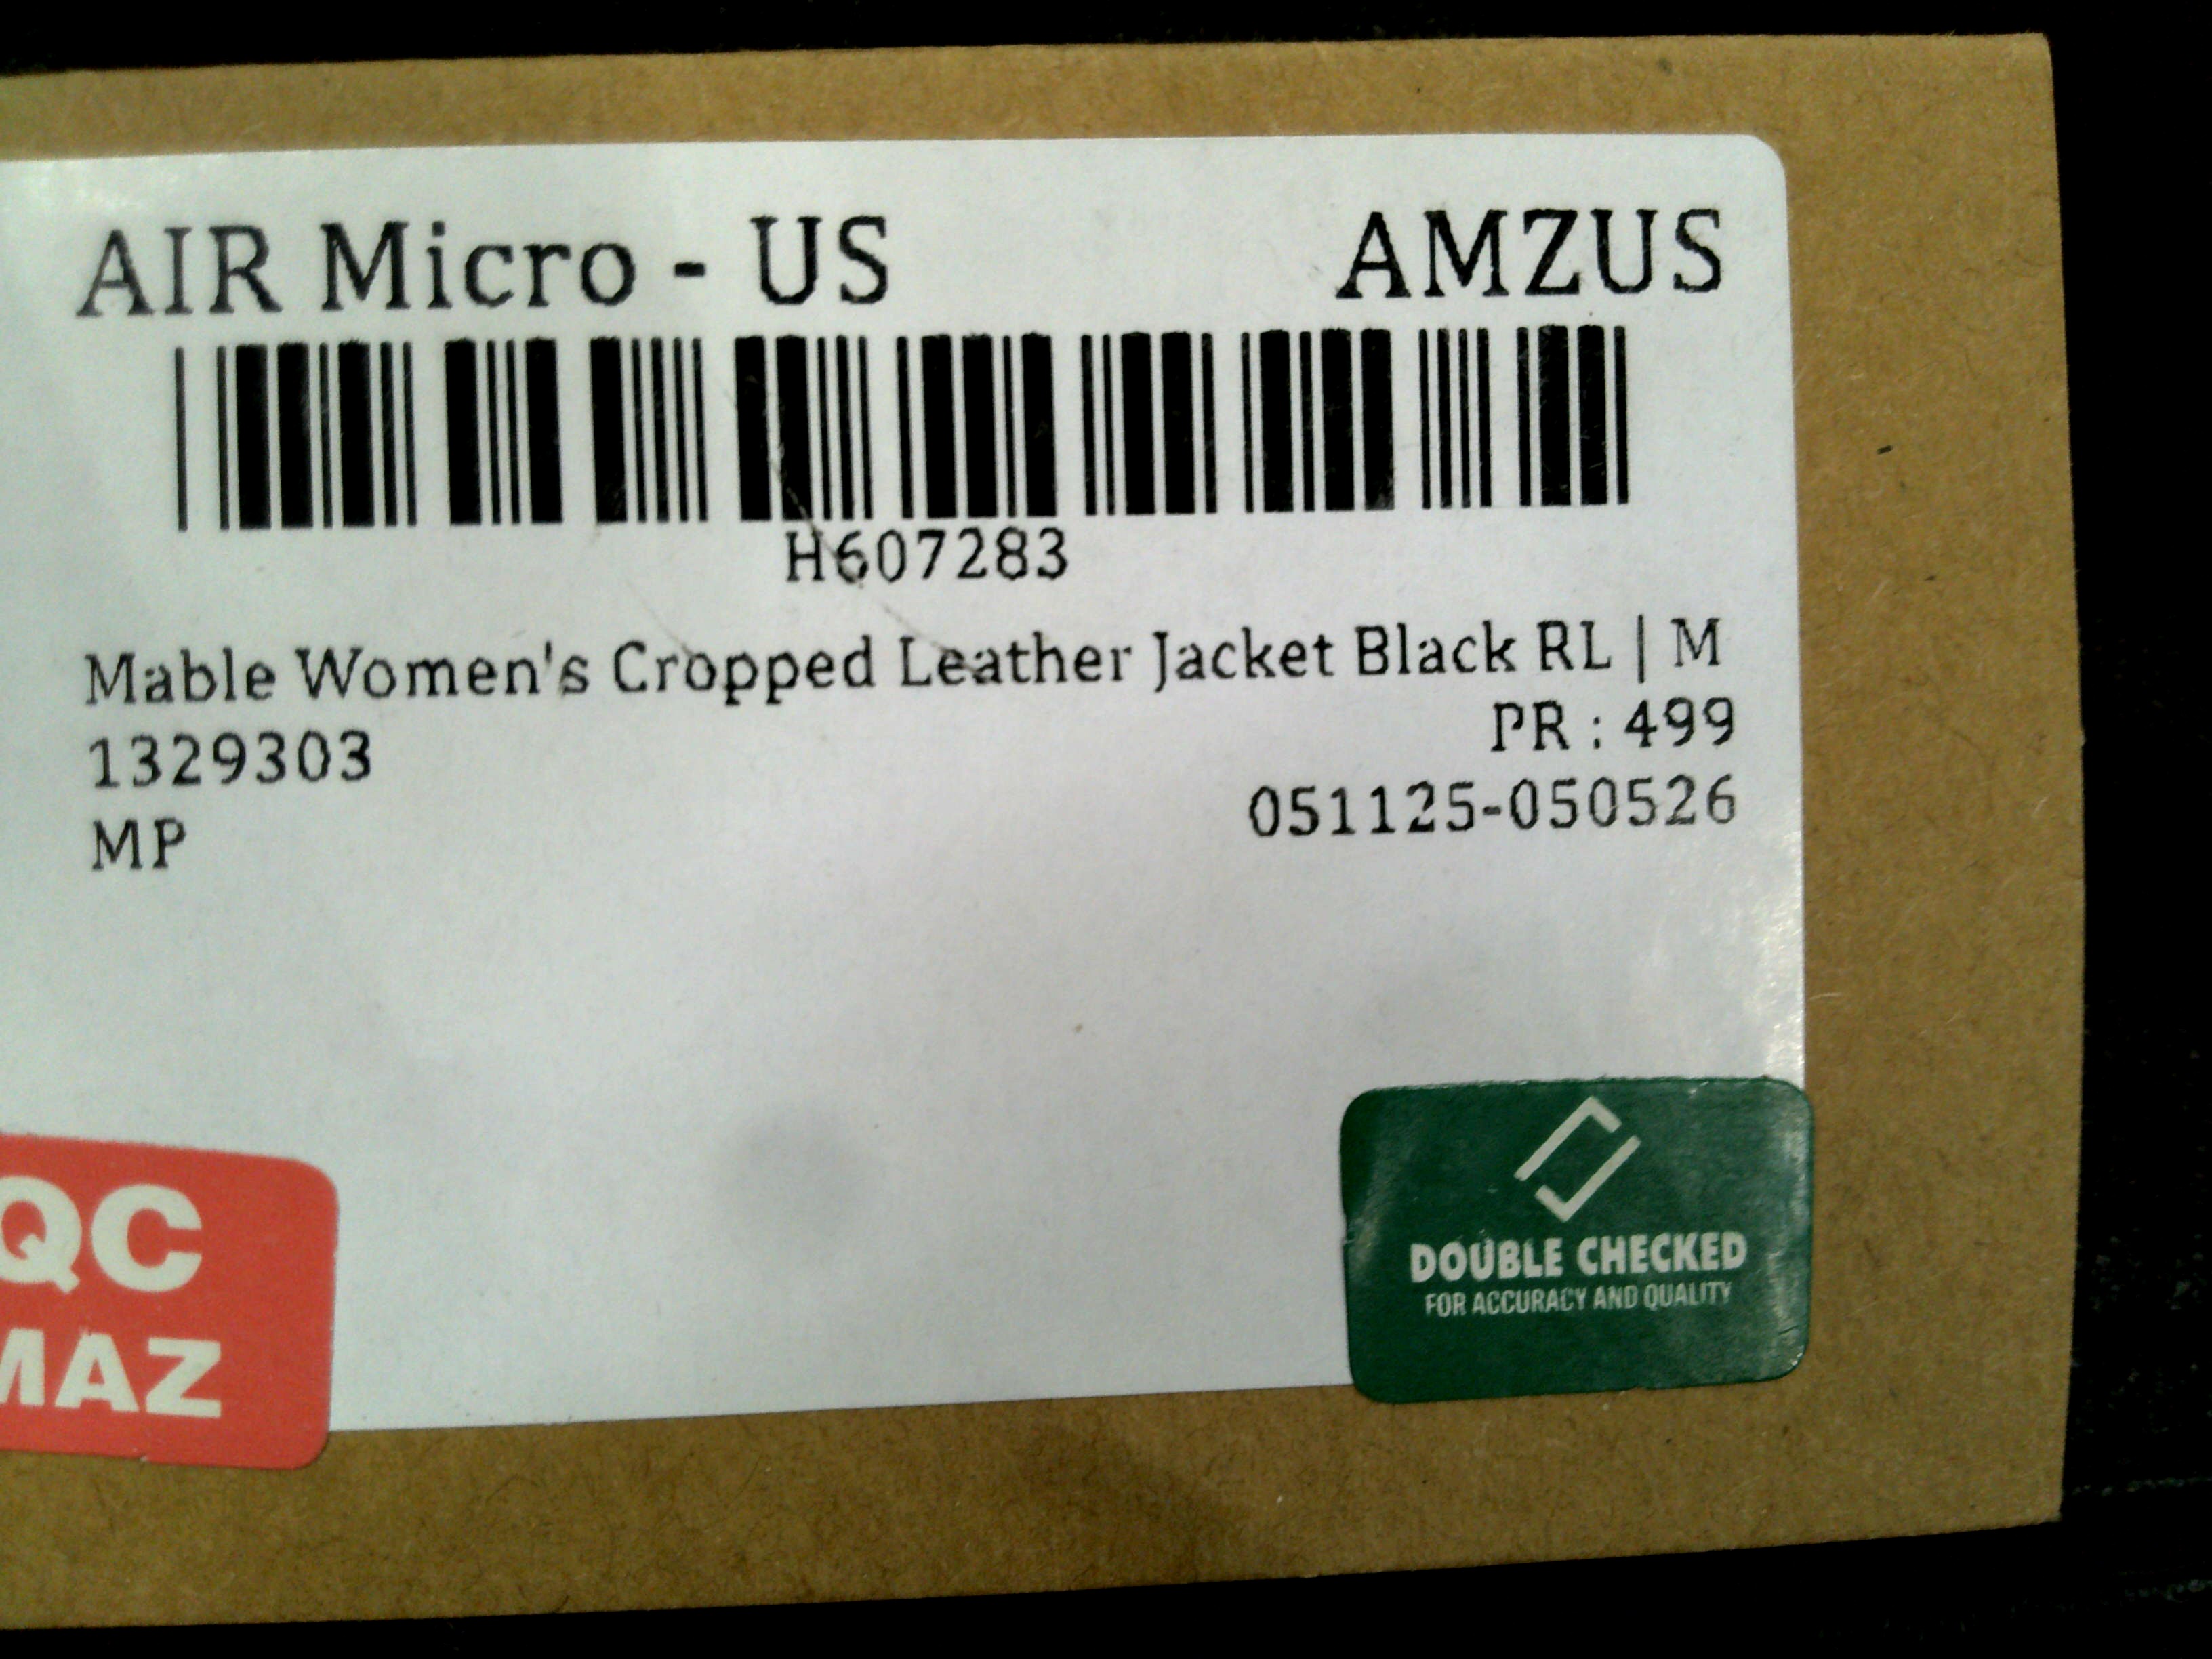 AIR Micro - US AMZUS
H607283
Mable Women's Cropped Leather Jacket Black RL | M
1329303 PR : 499
MP 051125-050526
QC
MAZ
DOUBLE CHECKED
FOR ACCURACY AND QUALITY